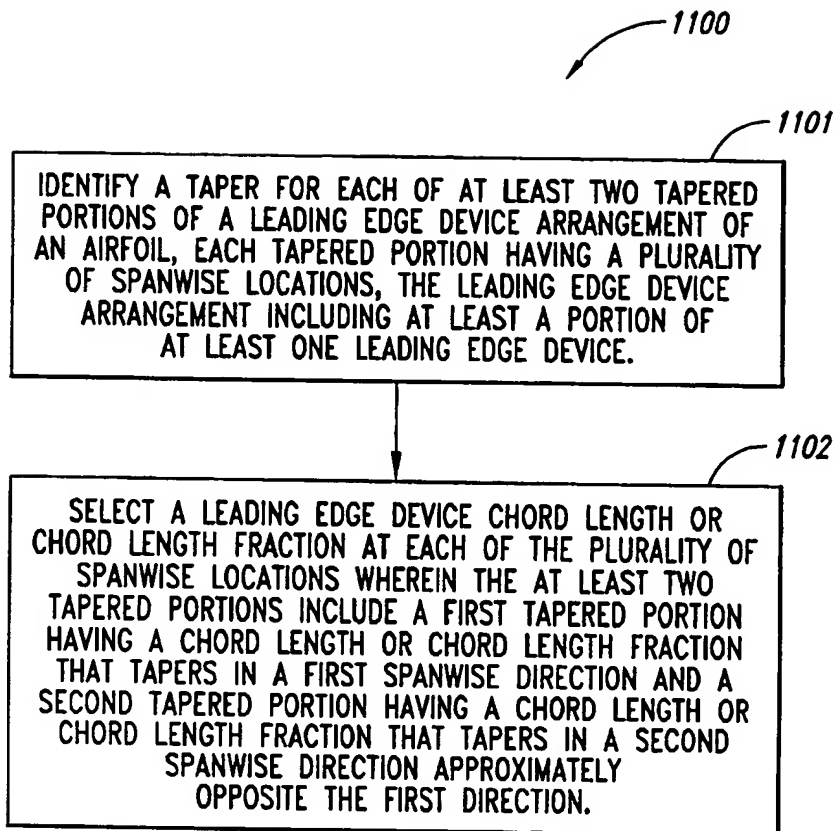 1100
1101
IDENTIFY A TAPER FOR EACH OF AT LEAST TWO TAPERED
PORTIONS OF A LEADING EDGE DEVICE ARRANGEMENT OF
AN AIRFOIL, EACH TAPERED PORTION HAVING A PLURALITY
OF SPANWISE LOCATIONS, THE LEADING EDGE DEVICE
ARRANGEMENT INCLUDING AT LEAST A PORTION OF
AT LEAST ONE LEADING EDGE DEVICE.
1102
SELECT A LEADING EDGE DEVICE CHORD LENGTH OR
CHORD LENGTH FRACTION AT EACH OF THE PLURALITY OF
SPANWISE LOCATIONS WHEREIN THE AT LEAST TWO
TAPERED PORTIONS INCLUDE A FIRST TAPERED PORTION
HAVING A CHORD LENGTH OR CHORD LENGTH FRACTION
THAT TAPERS IN A FIRST SPANWISE DIRECTION AND A
SECOND TAPERED PORTION HAVING A CHORD LENGTH OR
CHORD LENGTH FRACTION THAT TAPERS IN A SECOND
SPANWISE DIRECTION APPROXIMATELY
OPPOSITE THE FIRST DIRECTION.